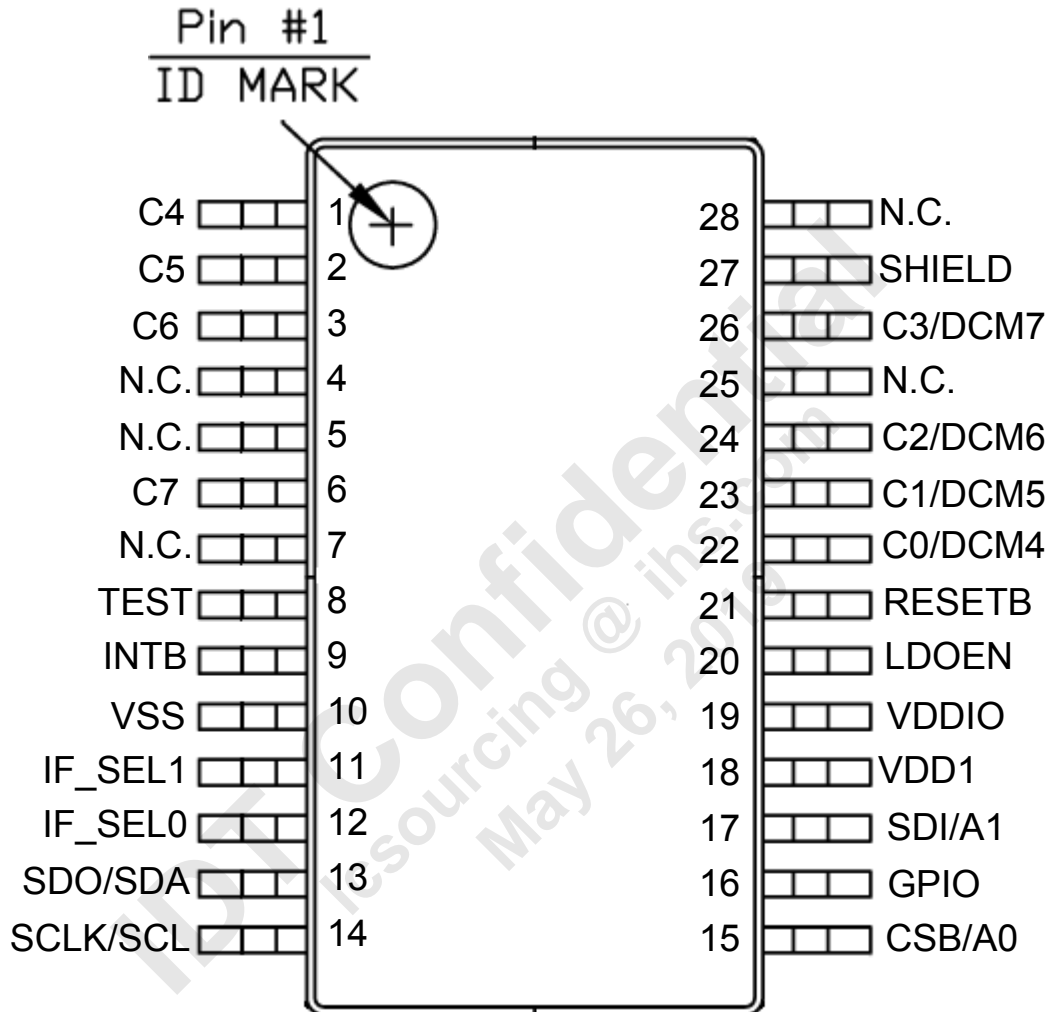 Pin #1
ID MARK
C4 1
C5 2
C6 3
N.C. 4
N.C. 5
C7 6
N.C. 7
TEST 8
INTB 9
VSS 10
IF_SEL1 11
IF_SEL0 12
SDO/SDA 13
SCLK/SCL 14
28 N.C.
27 SHIELD
26 C3/DCM7
25 N.C.
24 C2/DCM6
23 C1/DCM5
22 C0/DCM4
21 RESETB
20 LDOEN
19 VDDIO
18 VDD1
17 SDI/A1
16 GPIO
15 CSB/A0
IDT Confidential
Icsourcing @ ihs.com
May 26, 2010